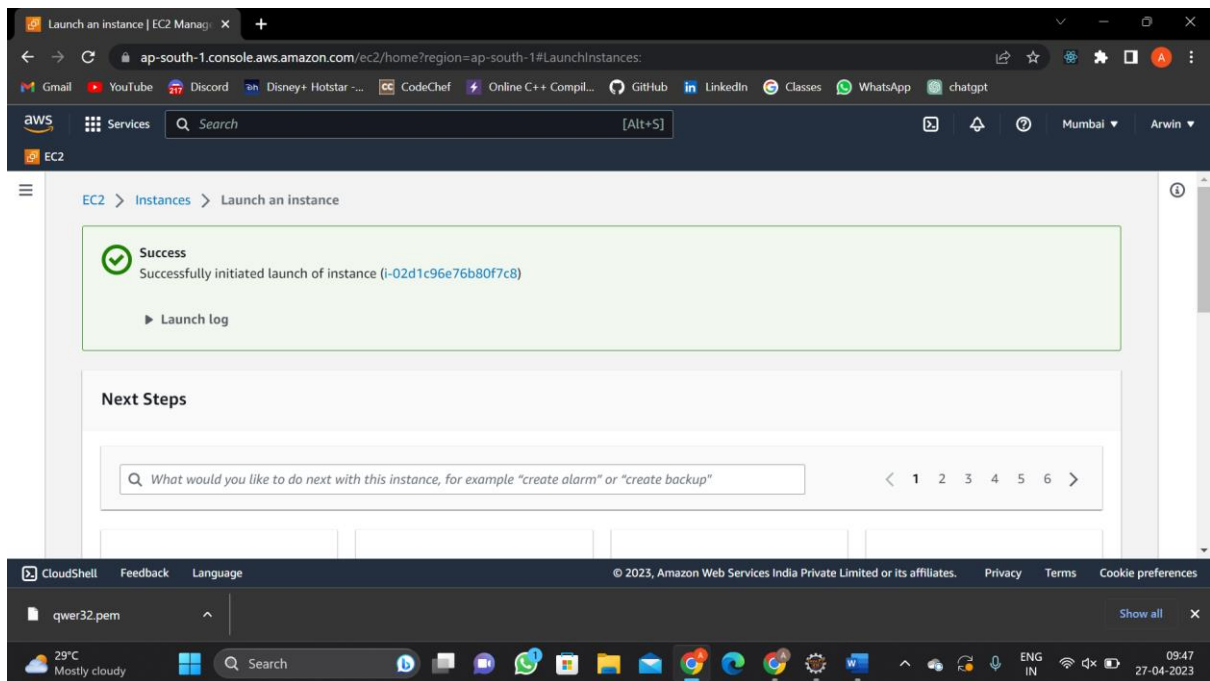 Launch an instance | EC2 Manag
ap-south-1.console.aws.amazon.com/ec2/home?region=ap-south-1#LaunchInstances:
Gmail YouTube Discord Disney+ Hotstar -... CodeChef Online C++ Compil... GitHub LinkedIn Classes WhatsApp chatgpt
aws Services Search [Alt+S] Mumbai Arwin
EC2
EC2 > Instances > Launch an instance
Success
Successfully initiated launch of instance (i-02d1c96e76b80f7c8)
Launch log
Next Steps
What would you like to do next with this instance, for example "create alarm" or "create backup"
< 1 2 3 4 5 6 >
CloudShell Feedback Language © 2023, Amazon Web Services India Private Limited or its affiliates. Privacy Terms Cookie preferences
qwer32.pem Show all
29°C
Mostly cloudy
Search
ENG
IN
09:47
27-04-2023